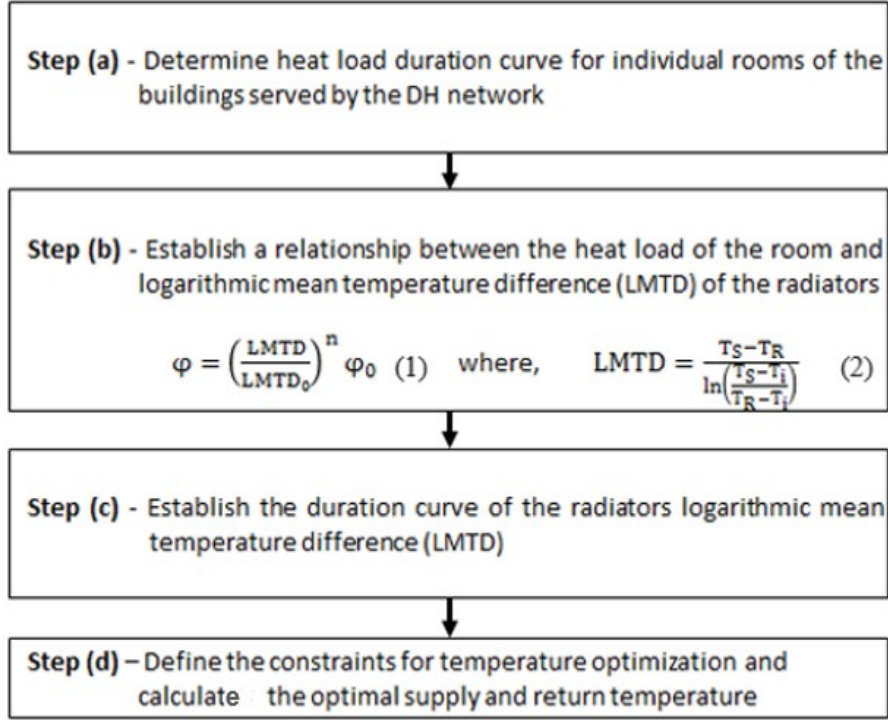 Step (a) - Determine heat load duration curve for individual rooms of the
buildings served by the DH network
Step (b) - Establish a relationship between the heat load of the room and
logarithmic mean temperature difference (LMTD) of the radiators
φ = (LMTD/LMTD₀)ⁿ φ₀ (1) where, LMTD = (T_S−T_R)/ln((T_S−T_i)/(T_R−T_i)) (2)
Step (c) - Establish the duration curve of the radiators logarithmic mean
temperature difference (LMTD)
Step (d) – Define the constraints for temperature optimization and
calculate the optimal supply and return temperature